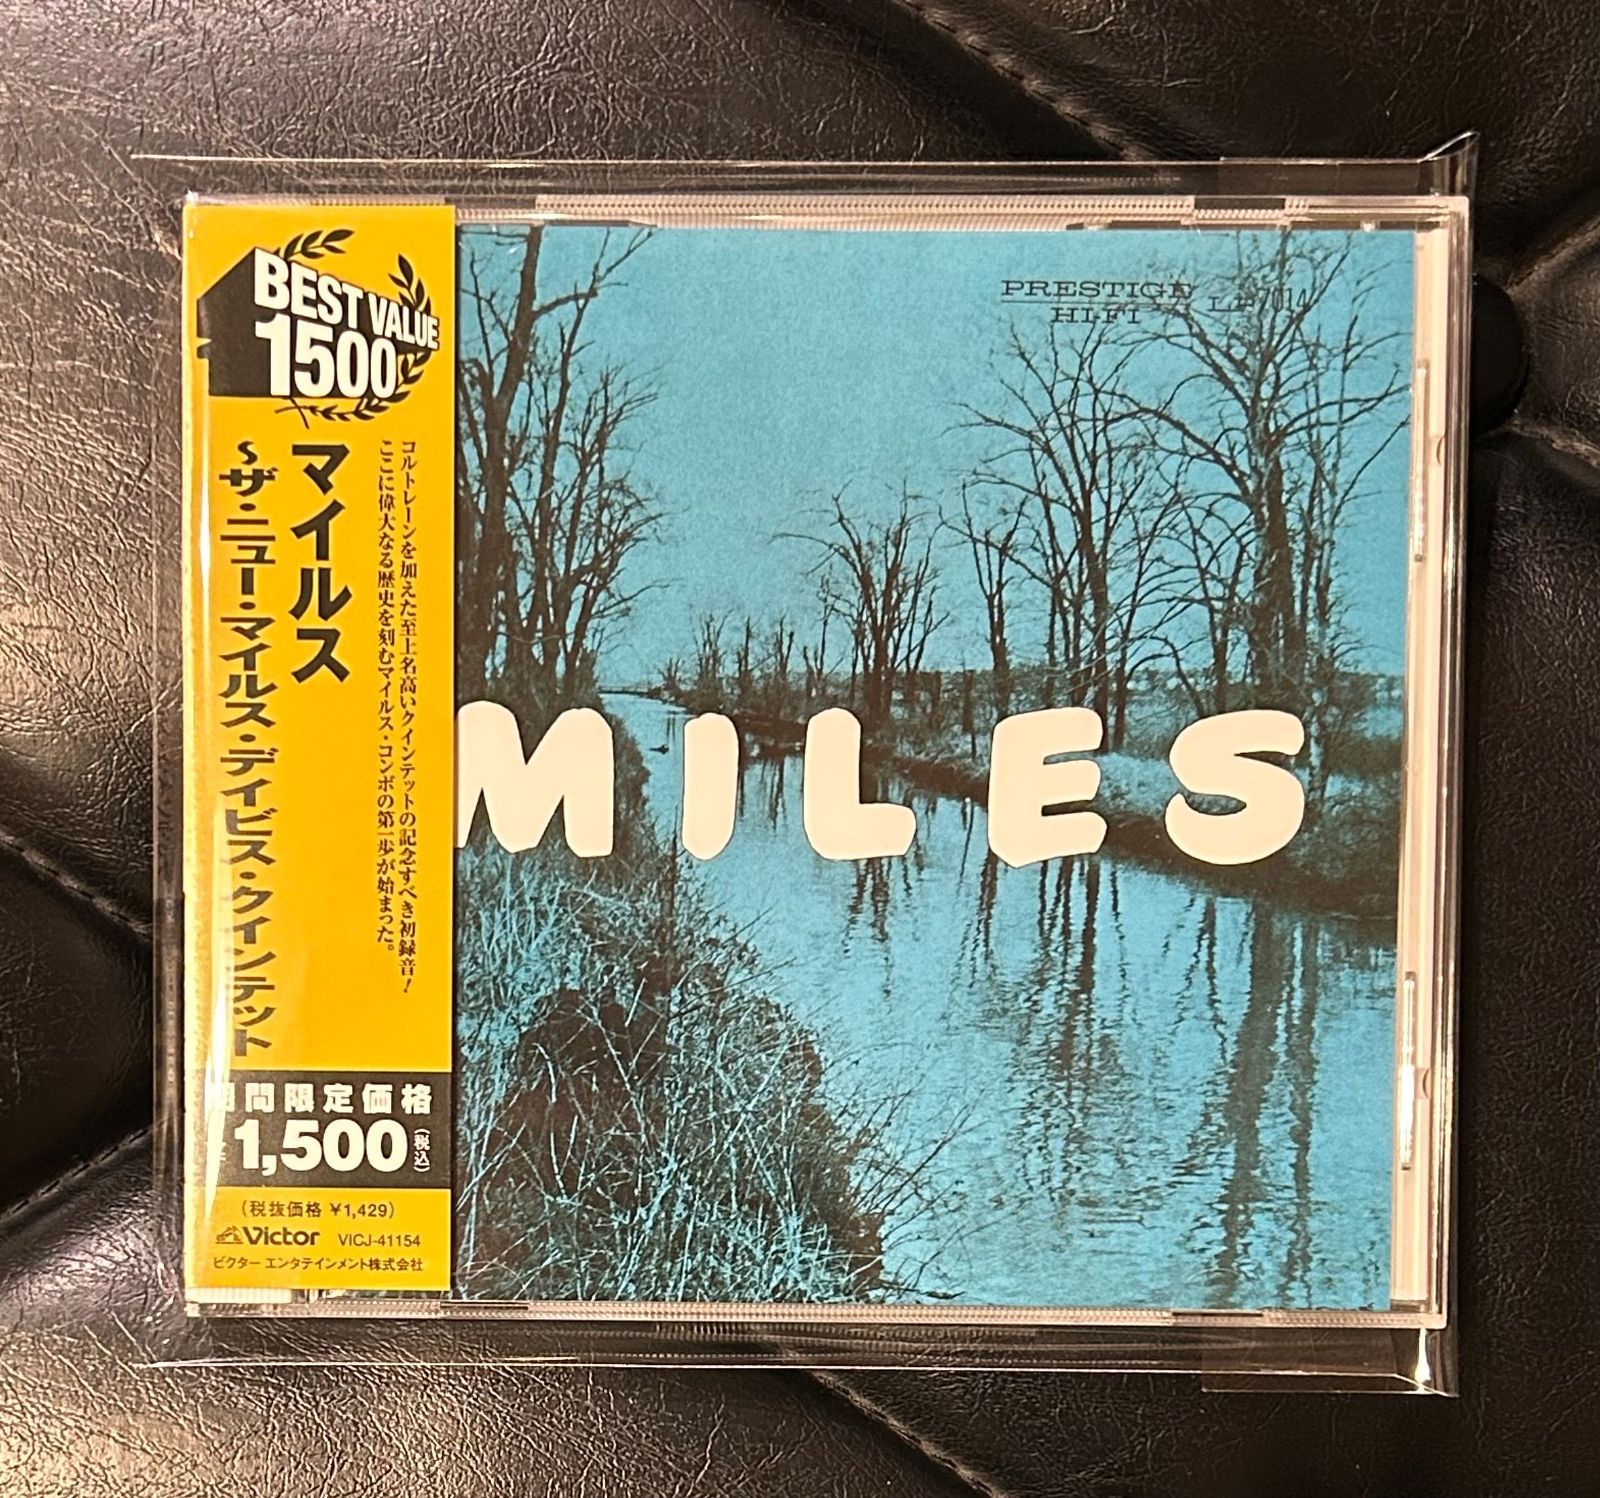 BEST VALUE
1500
コルトレーンを加えた至上名高いクインテットの記念すべき初録音!
ここに偉大なる歴史を刻むマイルス・コンボの第一歩が始まった。
マイルス
〜ザ・ニュー・マイルス・デイビス・クインテット
期間限定価格
¥1,500(税込)
(税抜価格 ¥1,429)
Victor VICJ-41154
ビクター エンタテインメント株式会社
PRESTIGE LP 7014
HI-FI
MILES